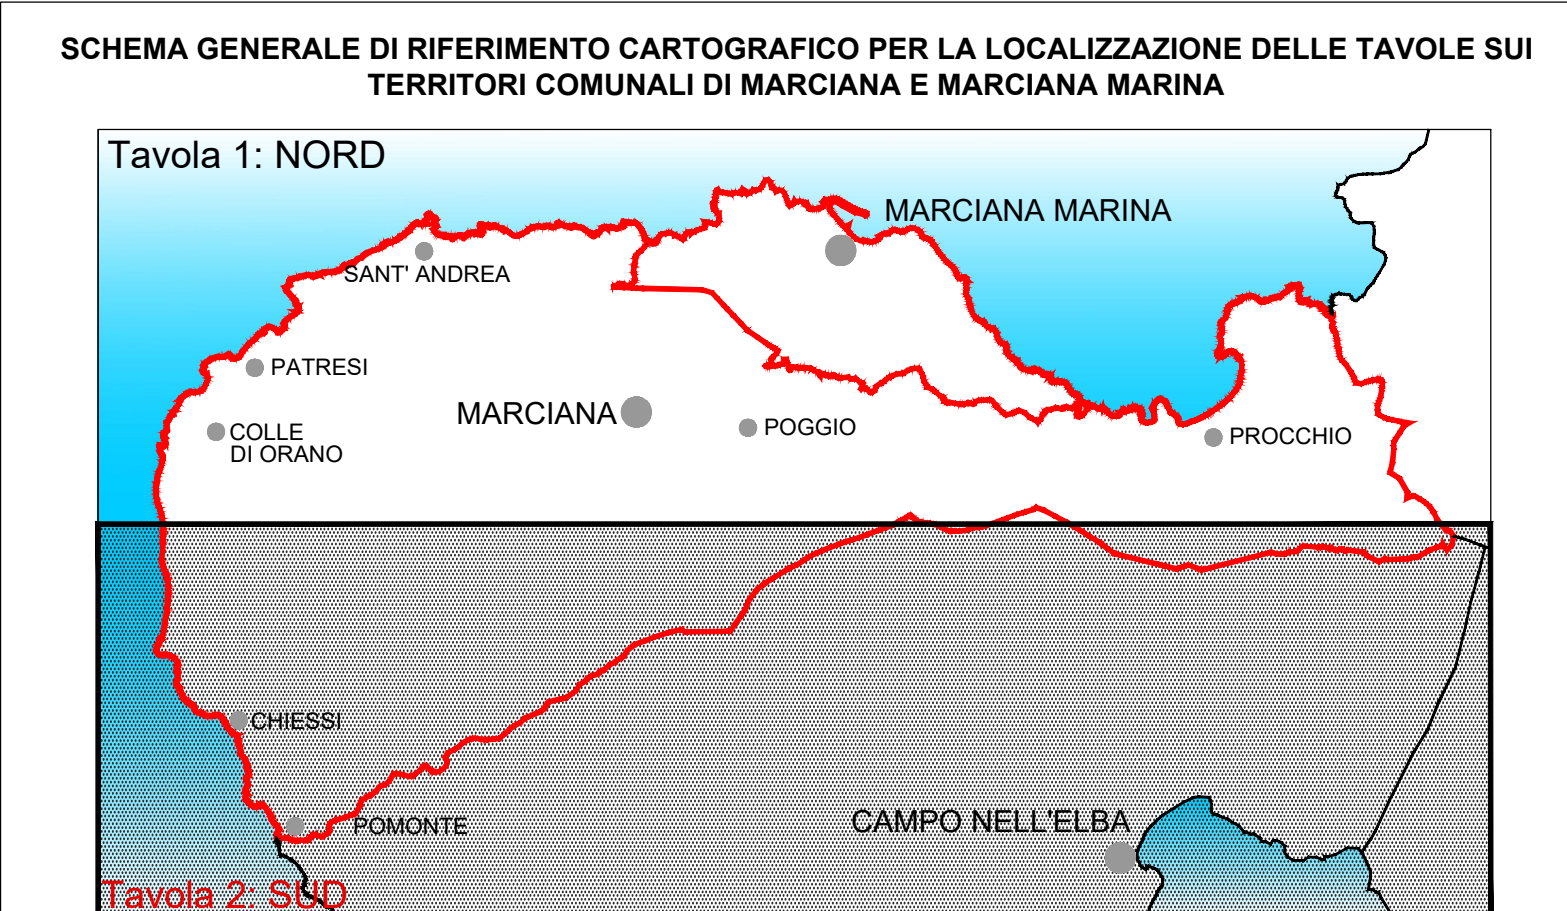 SCHEMA GENERALE DI RIFERIMENTO CARTOGRAFICO PER LA LOCALIZZAZIONE DELLE TAVOLE SUI
TERRITORI COMUNALI DI MARCIANA E MARCIANA MARINA
Tavola 1: NORD
MARCIANA MARINA
SANT' ANDREA
PATRESI
MARCIANA
POGGIO
COLLE
DI ORANO
PROCCHIO
CHIESSI
POMONTE
CAMPO NELL'ELBA
Tavola 2: SUD